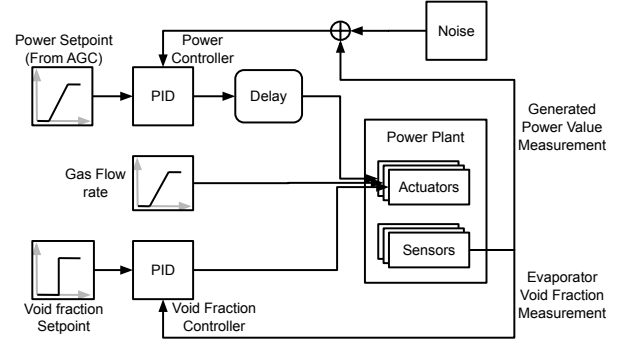 Power Setpoint
(From AGC)
Power
Controller
Noise
PID
Delay
Generated
Power Value
Measurement
Power Plant
Gas Flow
rate
Actuators
Sensors
PID
Void fraction
Setpoint
Void Fraction
Controller
Evaporator
Void Fraction
Measurement